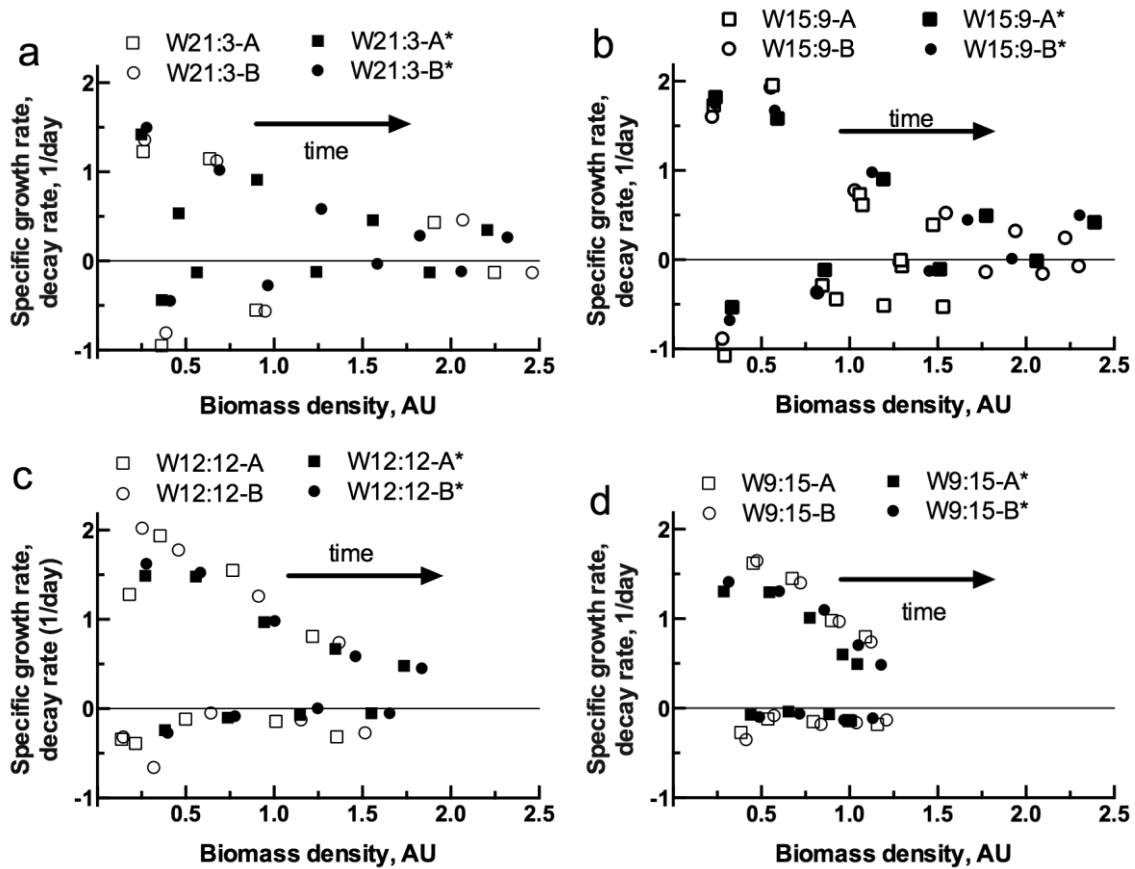 a
W21:3-A
W21:3-A*
W21:3-B
W21:3-B*
Specific growth rate,
decay rate, 1/day
2
1
0
-1
time
0.5
1.0
1.5
2.0
2.5
Biomass density, AU
b
W15:9-A
W15:9-A*
W15:9-B
W15:9-B*
Specific growth rate,
decay rate, 1/day
2
1
0
-1
time
0.5
1.0
1.5
2.0
2.5
Biomass density, AU
c
W12:12-A
W12:12-A*
W12:12-B
W12:12-B*
Specific growth rate,
decay rate (1/day)
2
1
0
-1
time
0.5
1.0
1.5
2.0
2.5
Biomass density, AU
d
W9:15-A
W9:15-A*
W9:15-B
W9:15-B*
Specific growth rate,
decay rate, 1/day
2
1
0
-1
time
0.5
1.0
1.5
2.0
2.5
Biomass density, AU